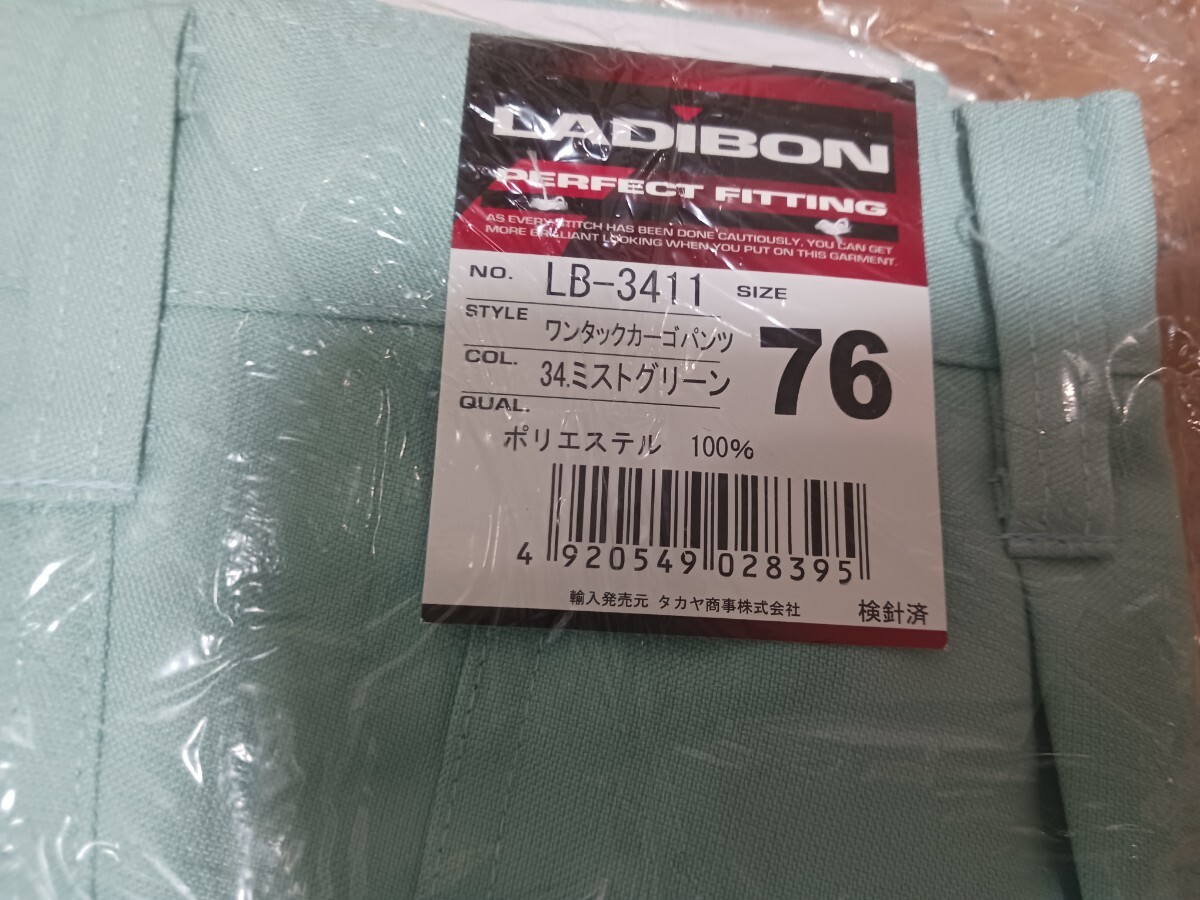 LADiBON
PERFECT FITTING
AS EVERY STITCH HAS BEEN DONE CAUTIOUSLY, YOU CAN GET
MORE BRILLIANT LOOKING WHEN YOU PUT ON THIS GARMENT.
NO. LB-3411
SIZE 76
STYLE ワンタックカーゴパンツ
COL. 34.ミストグリーン
QUAL.
ポリエステル 100%
4 920549 028395
輸入発売元 タカヤ商事株式会社
検針済